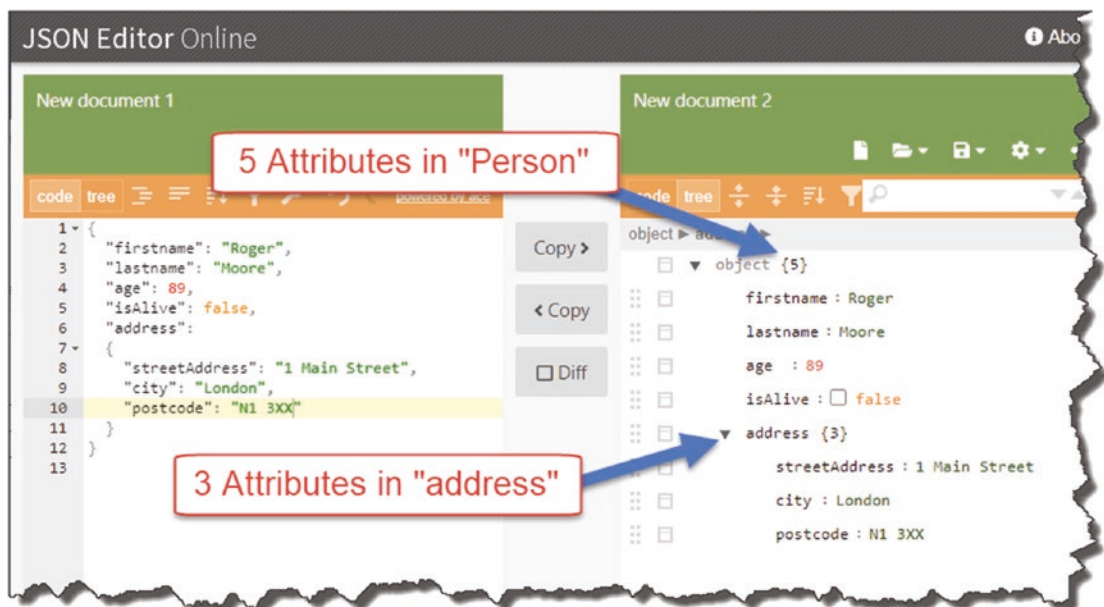 JSON Editor Online
Abo
New document 1
New document 2
5 Attributes in "Person"
code tree
powered by ace
code tree
1 {
2 "firstname": "Roger",
3 "lastname": "Moore",
4 "age": 89,
5 "isAlive": false,
6 "address":
7 {
8 "streetAddress": "1 Main Street",
9 "city": "London",
10 "postcode": "N1 3XX"
11 }
12 }
13
Copy >
< Copy
Diff
3 Attributes in "address"
object ►
object {5}
firstname : Roger
lastname : Moore
age : 89
isAlive : false
address {3}
streetAddress : 1 Main Street
city : London
postcode : N1 3XX